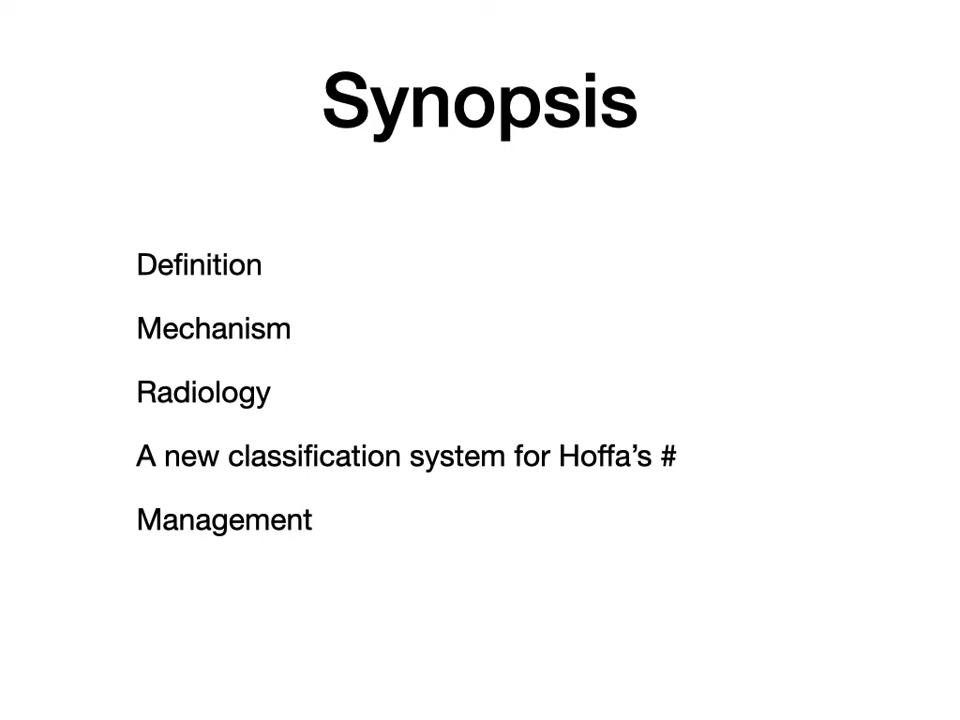 Synopsis
Definition
Mechanism
Radiology
A new classification system for Hoffa’s #
Management